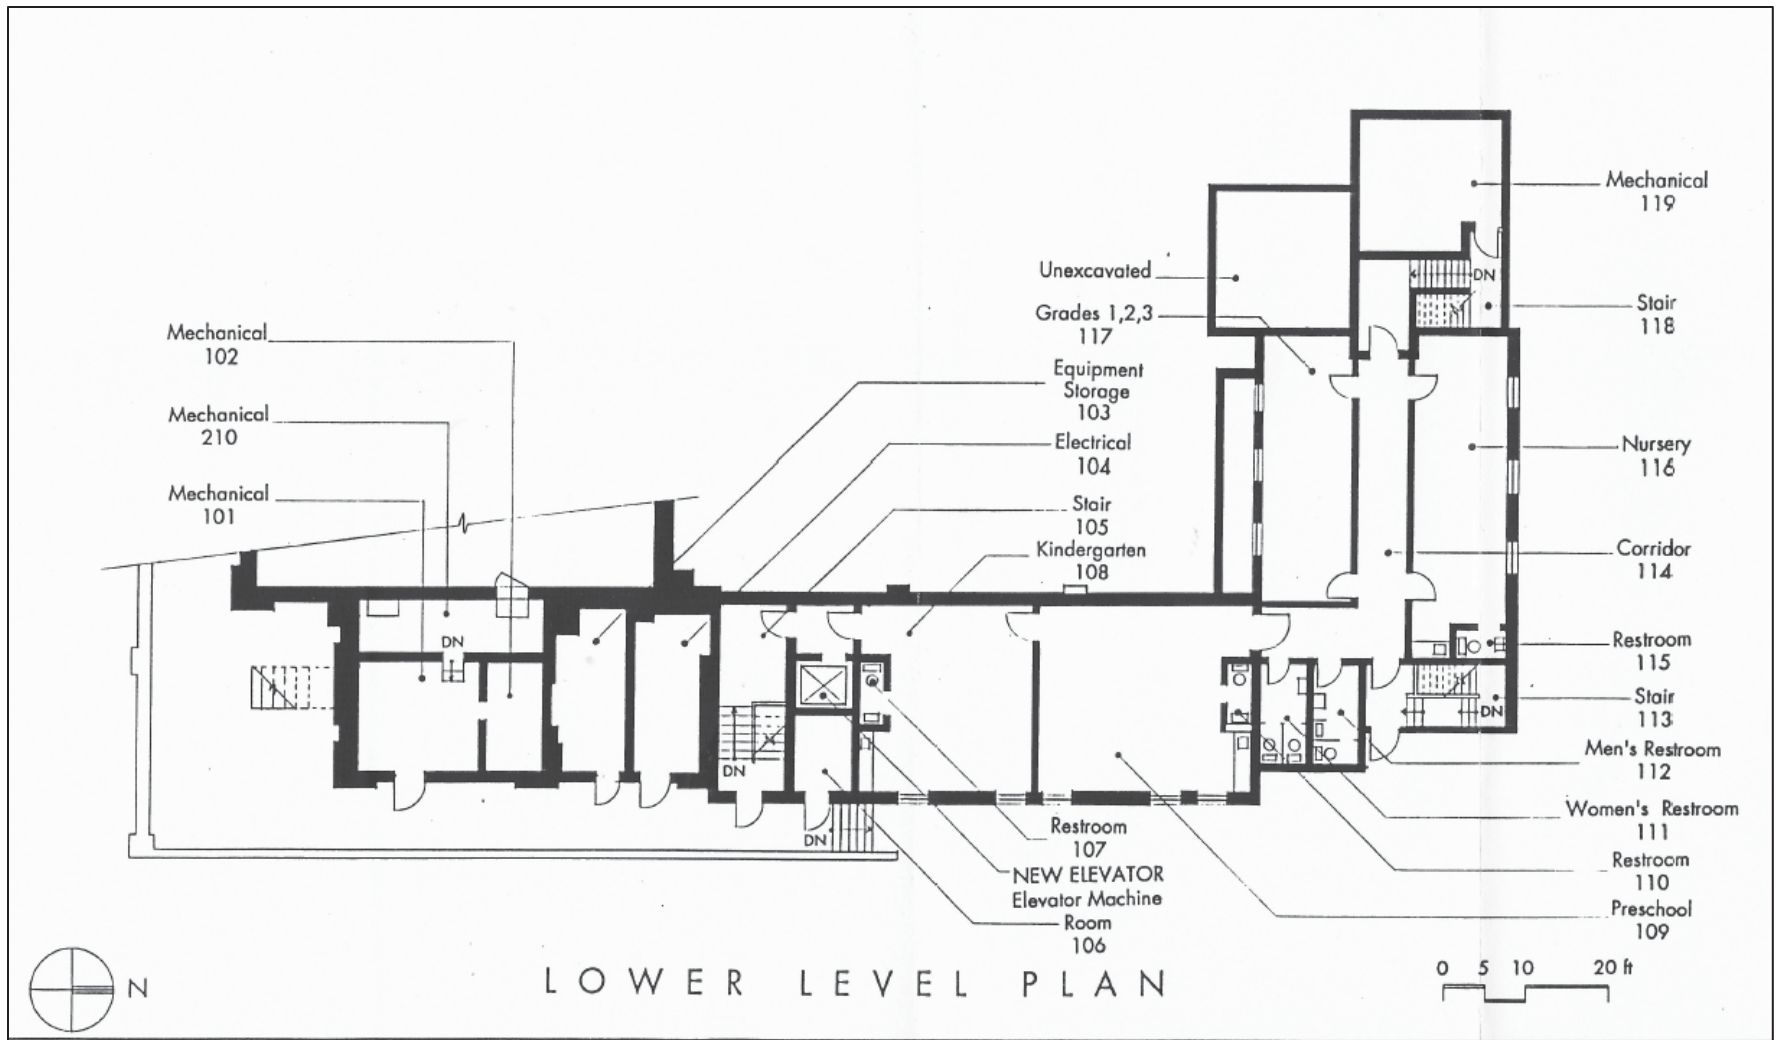 Mechanical
119
Unexcavated
Stair
118
DN
Grades 1,2,3
117
Mechanical
102
Equipment
Storage
103
Mechanical
210
Electrical
104
Nursery
116
Mechanical
101
Stair
105
Kindergarten
108
Corridor
114
DN
Restroom
115
Stair
113
DN
Men's Restroom
112
DN
Women's Restroom
111
DN
Restroom
107
Restroom
110
NEW ELEVATOR
Elevator Machine
Room
106
Preschool
109
N
LOWER LEVEL PLAN
0 5 10 20 ft